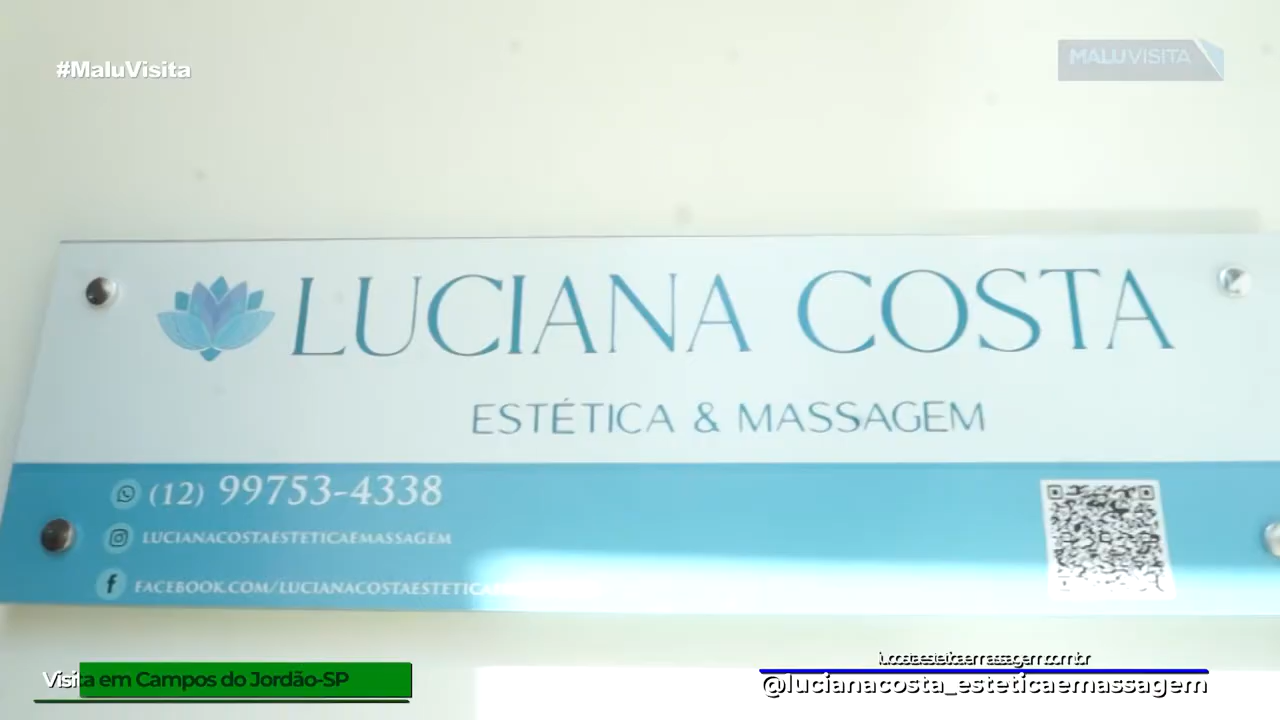 #MaluVisita
MALUVISITA
LUCIANA COSTA
ESTÉTICA & MASSAGEM
(12) 99753-4338
LUCIANACOSTAESTETICAEMASSAGEM
FACEBOOK.COM/LUCIANACOSTAESTETICA
Visita em Campos do Jordão-SP
@lucianacosta_esteticaemassagem